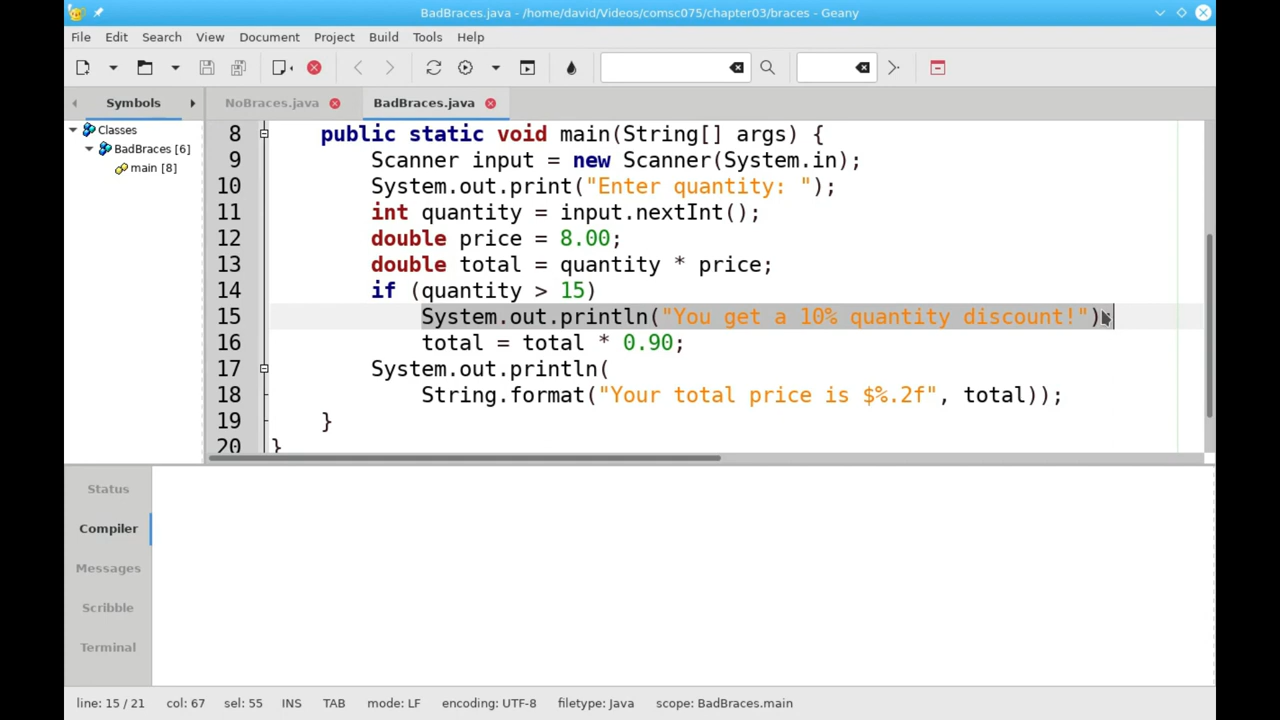 BadBraces.java - /home/david/Videos/comsc075/chapter03/braces - Geany
File Edit Search View Document Project Build Tools Help
Symbols NoBraces.java BadBraces.java
Classes
BadBraces [6]
main [8]
8 public static void main(String[] args) {
9 Scanner input = new Scanner(System.in);
10 System.out.print("Enter quantity: ");
11 int quantity = input.nextInt();
12 double price = 8.00;
13 double total = quantity * price;
14 if (quantity > 15)
15 System.out.println("You get a 10% quantity discount!");
16 total = total * 0.90;
17 System.out.println(
18 String.format("Your total price is $%.2f", total));
19 }
20 }
Status
Compiler
Messages
Scribble
Terminal
line: 15 / 21 col: 67 sel: 55 INS TAB mode: LF encoding: UTF-8 filetype: Java scope: BadBraces.main